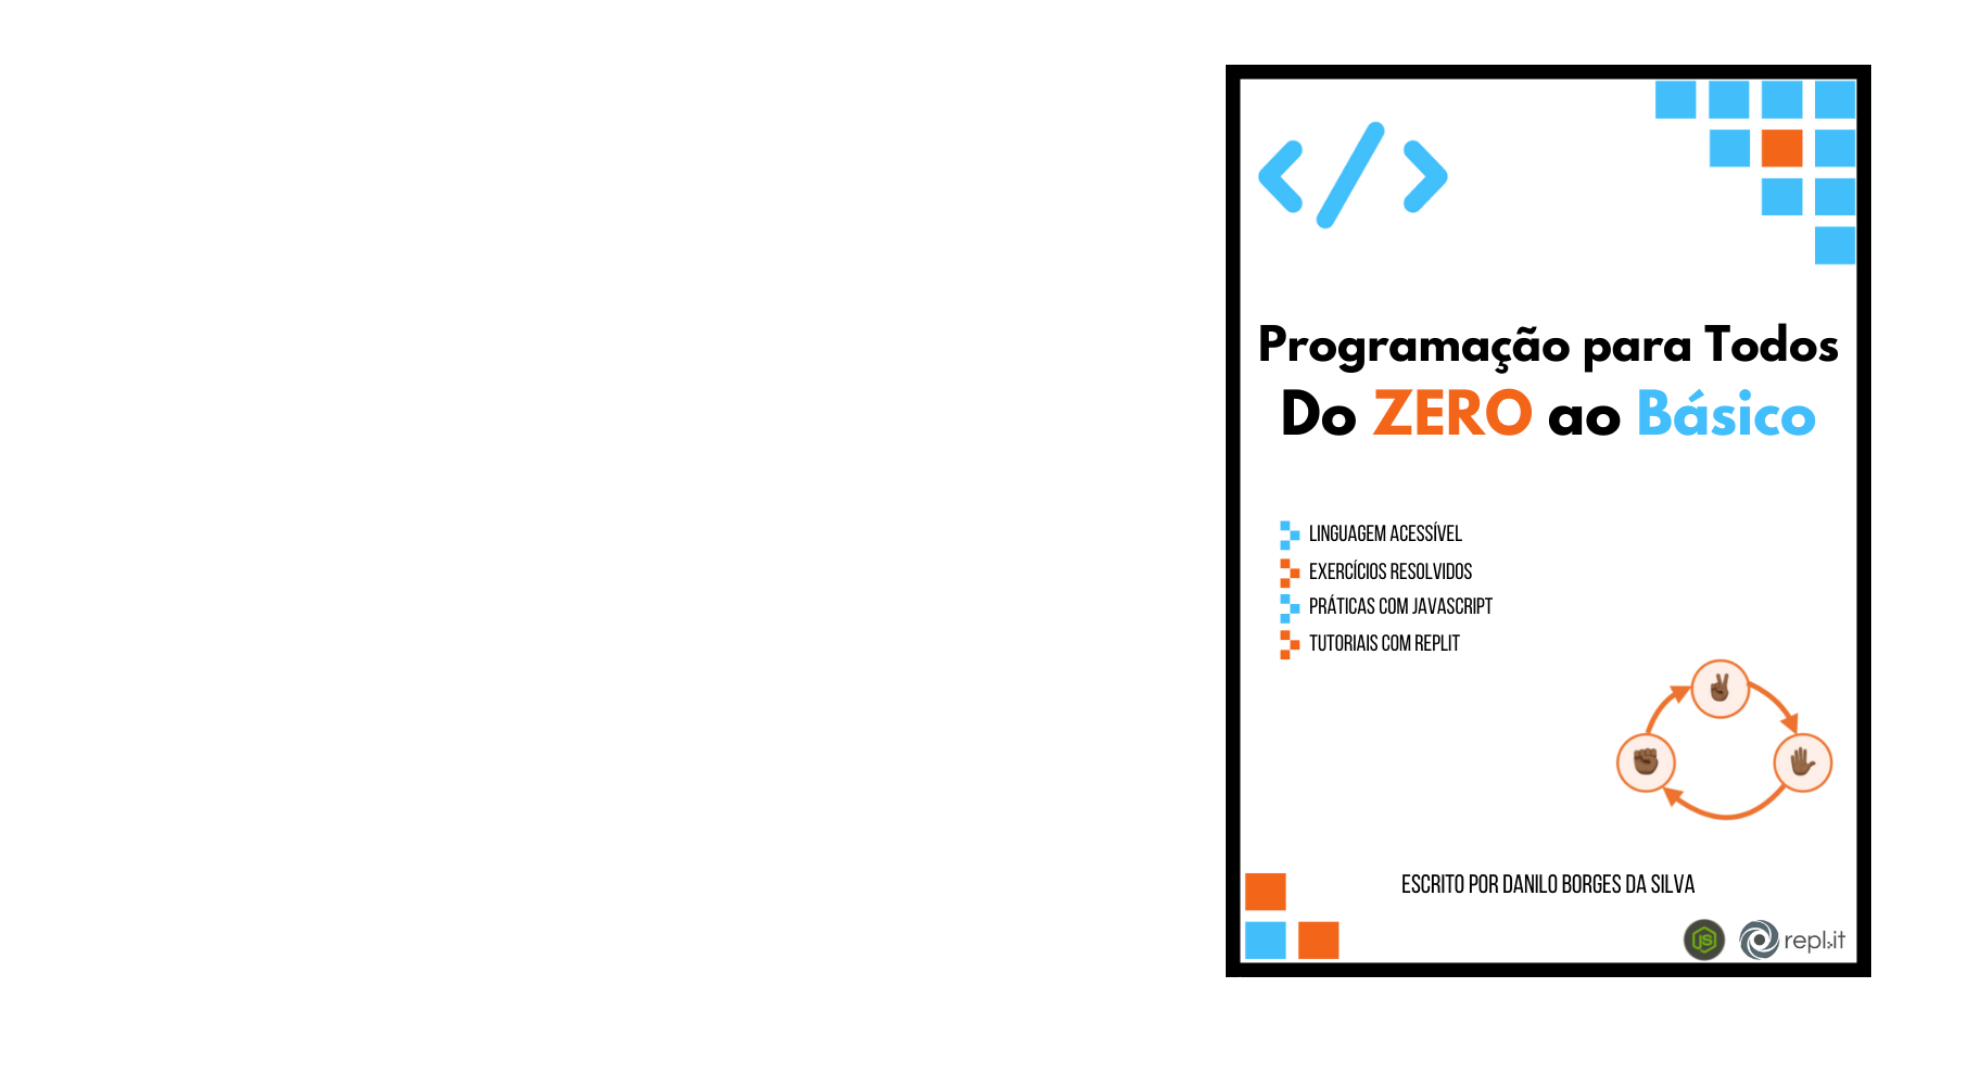 </>
Programação para Todos
Do ZERO ao Básico
LINGUAGEM ACESSÍVEL
EXERCÍCIOS RESOLVIDOS
PRÁTICAS COM JAVASCRIPT
TUTORIAIS COM REPLIT
ESCRITO POR DANILO BORGES DA SILVA
JS repl.it